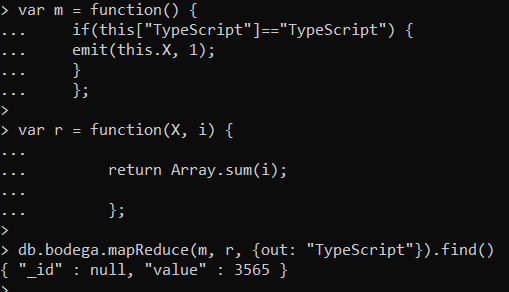 > var m = function() {
...     if(this["TypeScript"]=="TypeScript") {
...     emit(this.X, 1);
...     }
...     };
>
> var r = function(X, i) {
...
...         return Array.sum(i);
...
...         };
>
> db.bodega.mapReduce(m, r, {out: "TypeScript"}).find()
{ "_id" : null, "value" : 3565 }
>